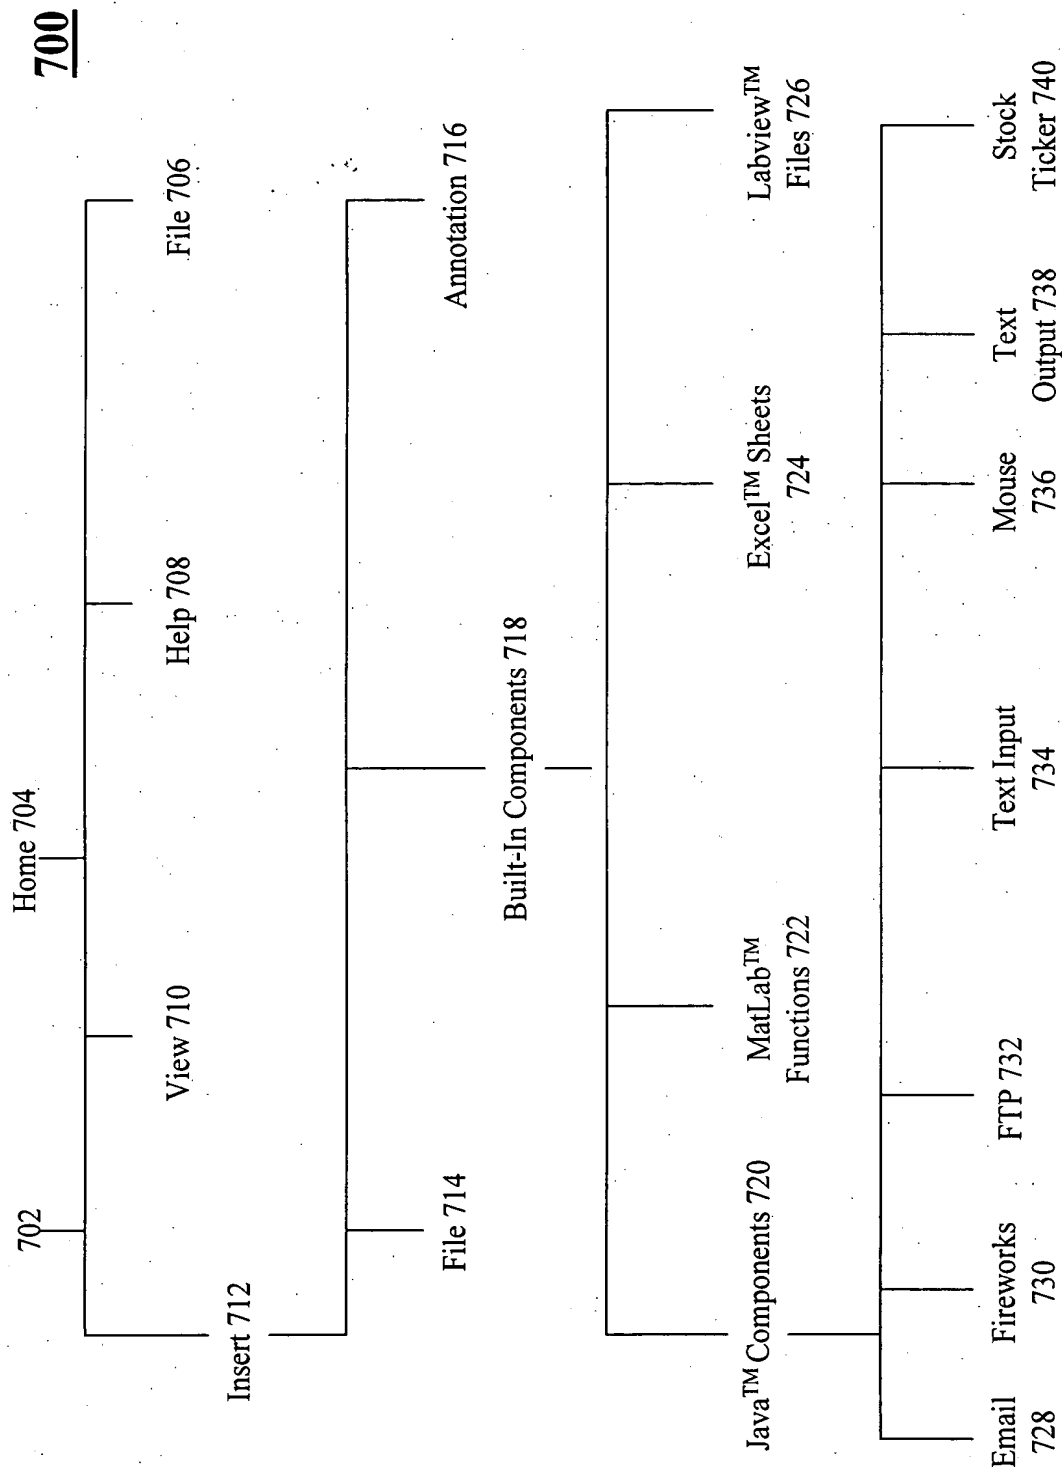 700
Home 704
702
File 706
Help 708
View 710
Insert 712
Annotation 716
File 714
Built-In Components 718
Java™ Components 720
MatLab™
Functions 722
Excel™ Sheets
724
Labview™
Files 726
Email
728
Fireworks
730
FTP 732
Text Input
734
Mouse
736
Text
Output 738
Stock
Ticker 740